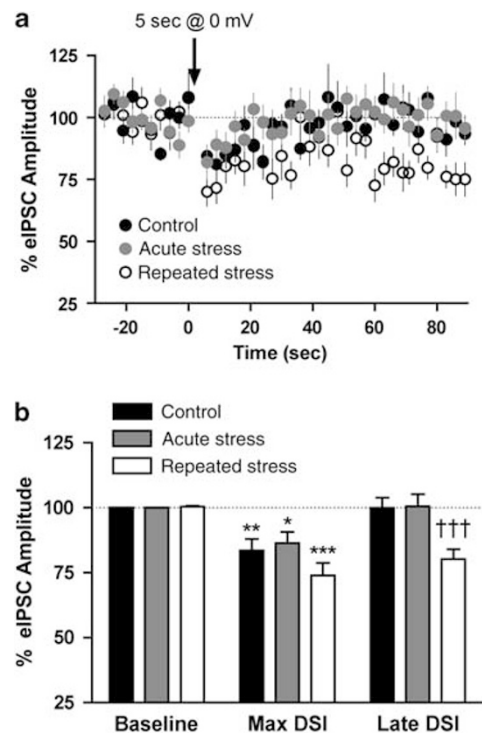 a
5 sec @ 0 mV
125
100
75
50
25
% eIPSC Amplitude
Control
Acute stress
Repeated stress
-20 0 20 40 60 80
Time (sec)
b
Control
Acute stress
Repeated stress
125
100
75
50
25
% eIPSC Amplitude
** * *** †††
Baseline Max DSI Late DSI